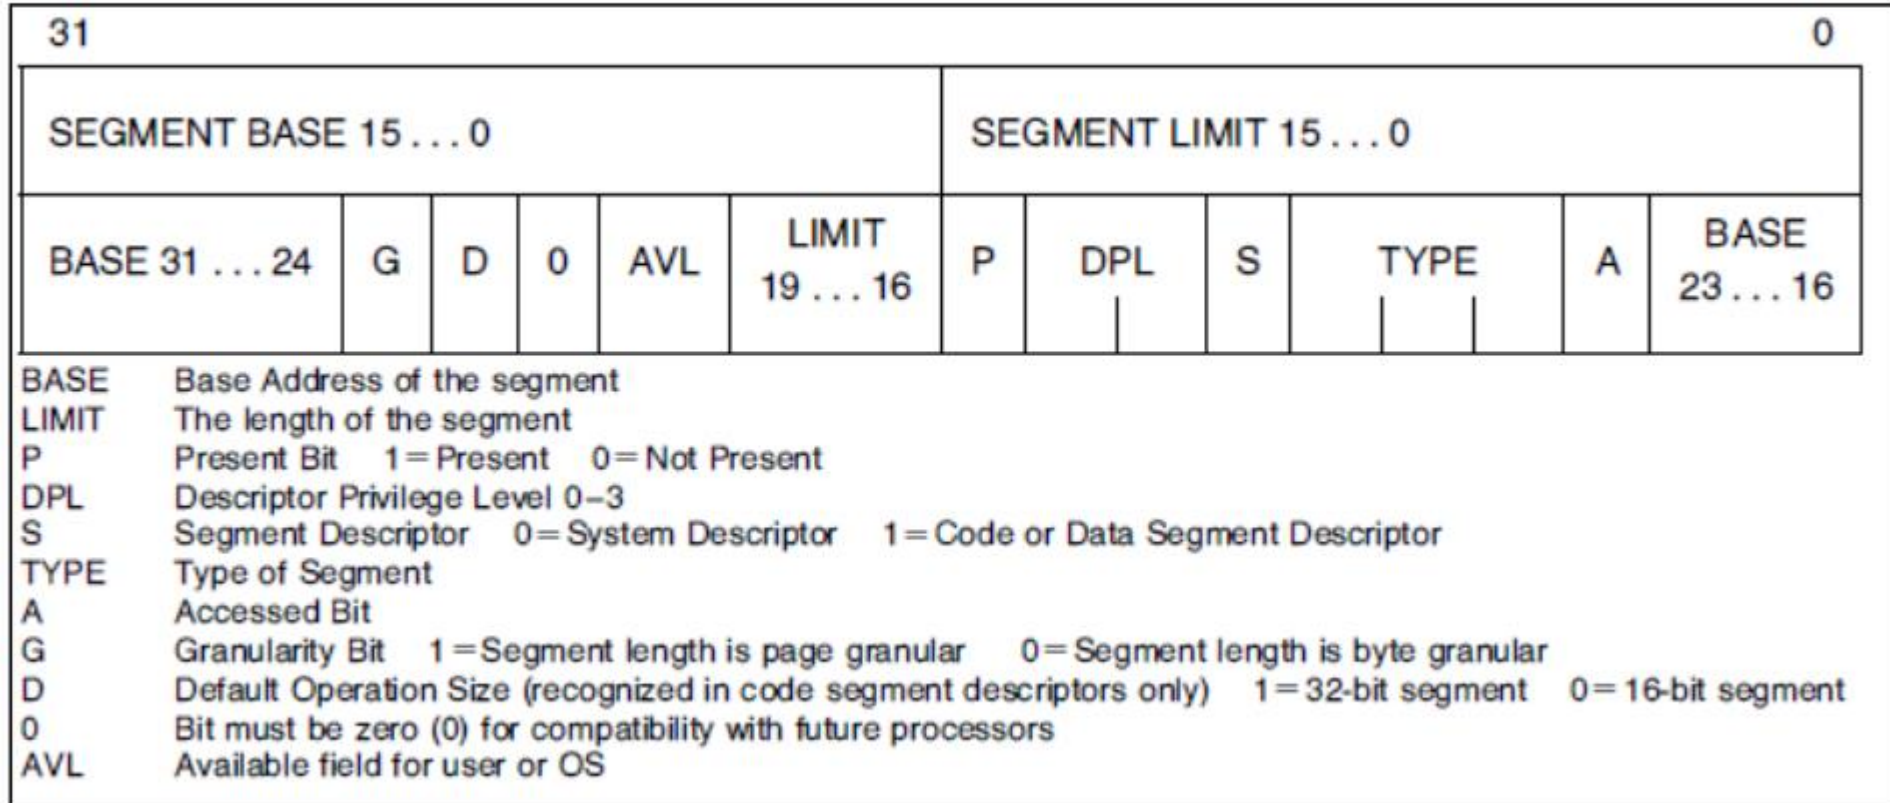 31 0
SEGMENT BASE 15 . . . 0 SEGMENT LIMIT 15 . . . 0
BASE 31 . . . 24 G D 0 AVL LIMIT 19 . . . 16 P DPL S TYPE A BASE 23 . . . 16
BASE Base Address of the segment
LIMIT The length of the segment
P Present Bit 1=Present 0=Not Present
DPL Descriptor Privilege Level 0–3
S Segment Descriptor 0=System Descriptor 1=Code or Data Segment Descriptor
TYPE Type of Segment
A Accessed Bit
G Granularity Bit 1=Segment length is page granular 0=Segment length is byte granular
D Default Operation Size (recognized in code segment descriptors only) 1=32-bit segment 0=16-bit segment
0 Bit must be zero (0) for compatibility with future processors
AVL Available field for user or OS